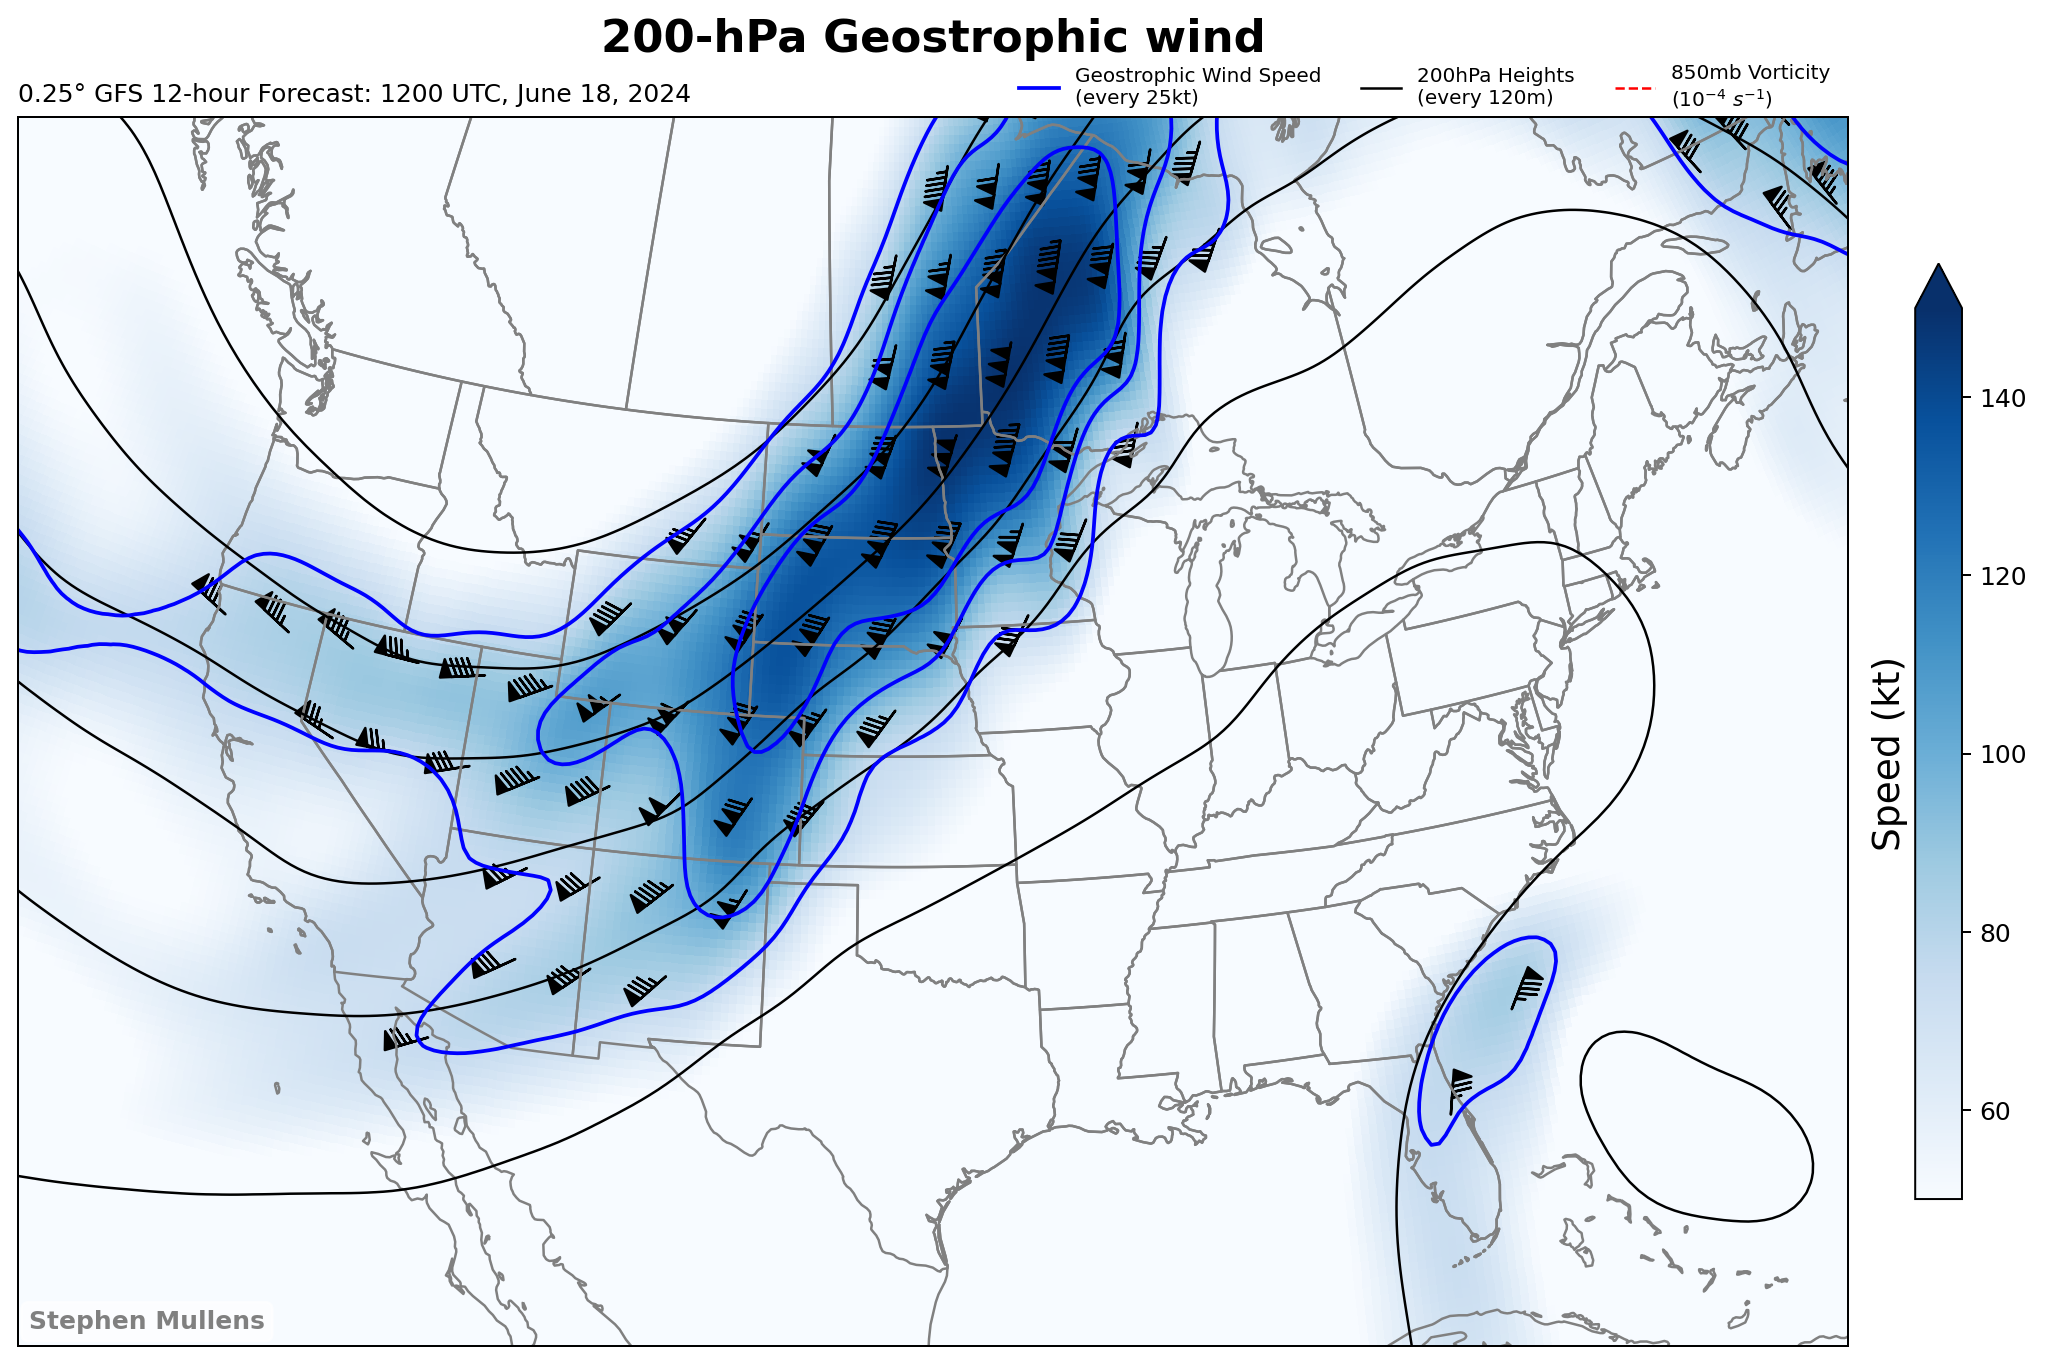 200-hPa Geostrophic wind
0.25° GFS 12-hour Forecast: 1200 UTC, June 18, 2024
Geostrophic Wind Speed
(every 25kt)
200hPa Heights
(every 120m)
850mb Vorticity
(10⁻⁴ s⁻¹)
140
120
100
80
60
Speed (kt)
Stephen Mullens